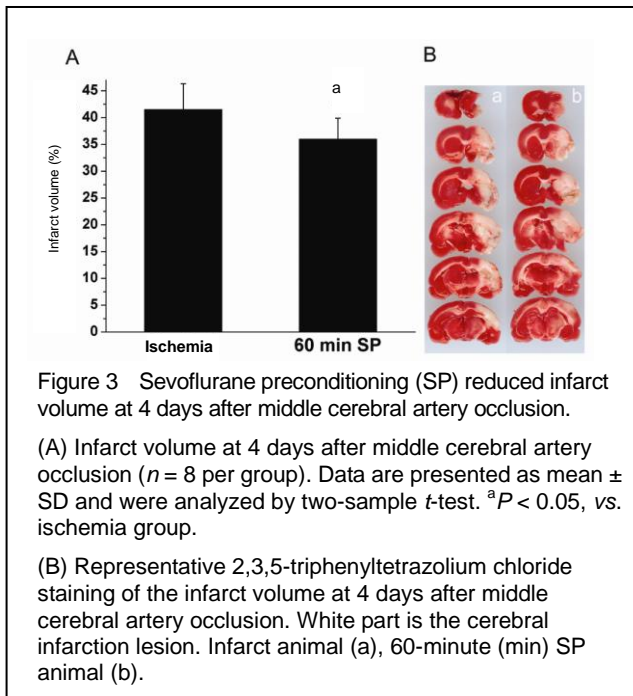 A
B
45
40
35
30
25
20
15
10
5
0
Infarct volume (%)
a
Ischemia
60 min SP
a
b
Figure 3 Sevoflurane preconditioning (SP) reduced infarct
volume at 4 days after middle cerebral artery occlusion.
(A) Infarct volume at 4 days after middle cerebral artery
occlusion (n = 8 per group). Data are presented as mean ±
SD and were analyzed by two-sample t-test. ᵃP < 0.05, vs.
ischemia group.
(B) Representative 2,3,5-triphenyltetrazolium chloride
staining of the infarct volume at 4 days after middle
cerebral artery occlusion. White part is the cerebral
infarction lesion. Infarct animal (a), 60-minute (min) SP
animal (b).